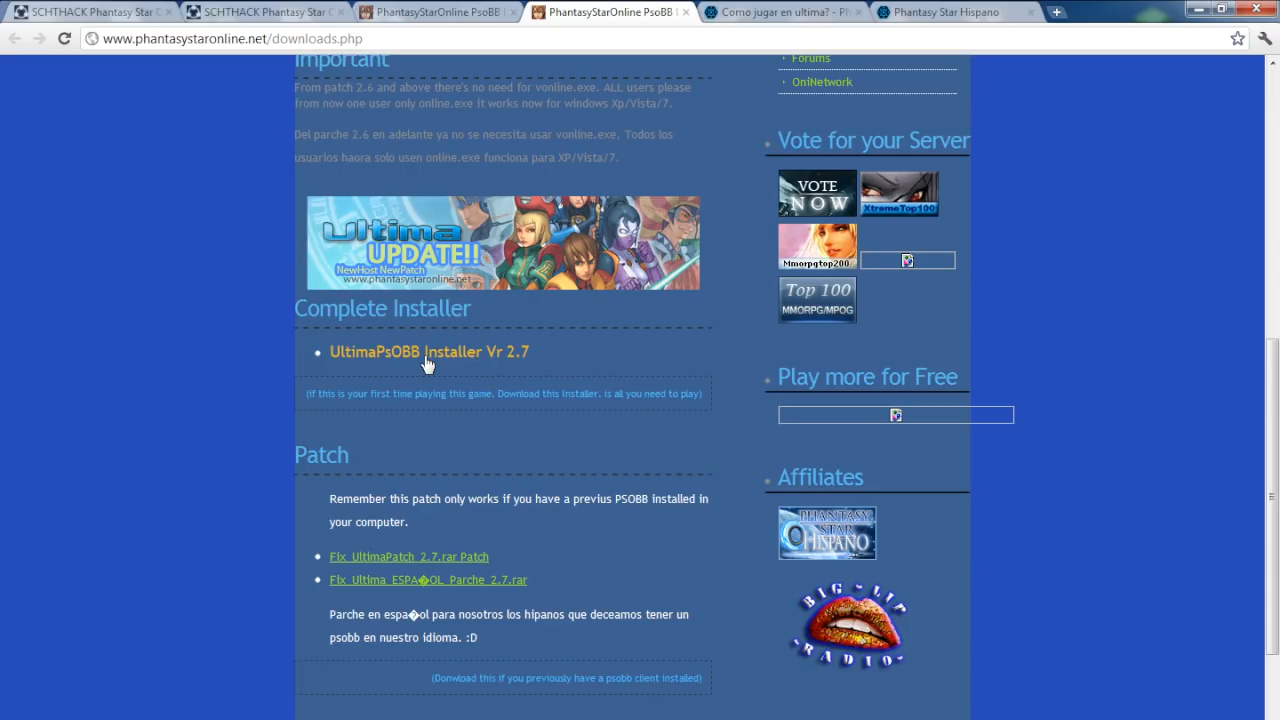 SCHTHACK Phantasy Star C
SCHTHACK Phantasy Star C
PhantasyStarOnline PsoBB
PhantasyStarOnline PsoBB
Como jugar en ultima? - Ph
Phantasy Star Hispano
www.phantasystaronline.net/downloads.php
Important
From patch 2.6 and above there's no need for vonline.exe. ALL users please
from now one user only online.exe it works now for windows Xp/Vista/7.
Del parche 2.6 en adelante ya no se necesita usar vonline.exe, Todos los
usuarios haora solo usen online.exe funciona para XP/Vista/7.
Ultima
UPDATE!!
NewHost NewPatch
www.phantasystaronline.net
Complete Installer
UltimaPsOBB Installer Vr 2.7
(if this is your first time playing this game. Download this Installer. is all you need to play)
Patch
Remember this patch only works if you have a previus PSOBB installed in
your computer.
Fix_UltimaPatch_2.7.rar Patch
Fix_Ultima_ESPA�OL_Parche_2.7.rar
Parche en espa�ol para nosotros los hipanos que deceamos tener un
psobb en nuestro idioma. :D
(Donwload this if you previously have a psobb client installed)
Forums
OniNetwork
Vote for your Server
VOTE
NOW
XtremeTop100
Mmorpgtop200
Top 100
MMORPG/MPOG
Play more for Free
Affiliates
PHANTASY
STAR
HISPANO
BIG~LIP
~RADIO~